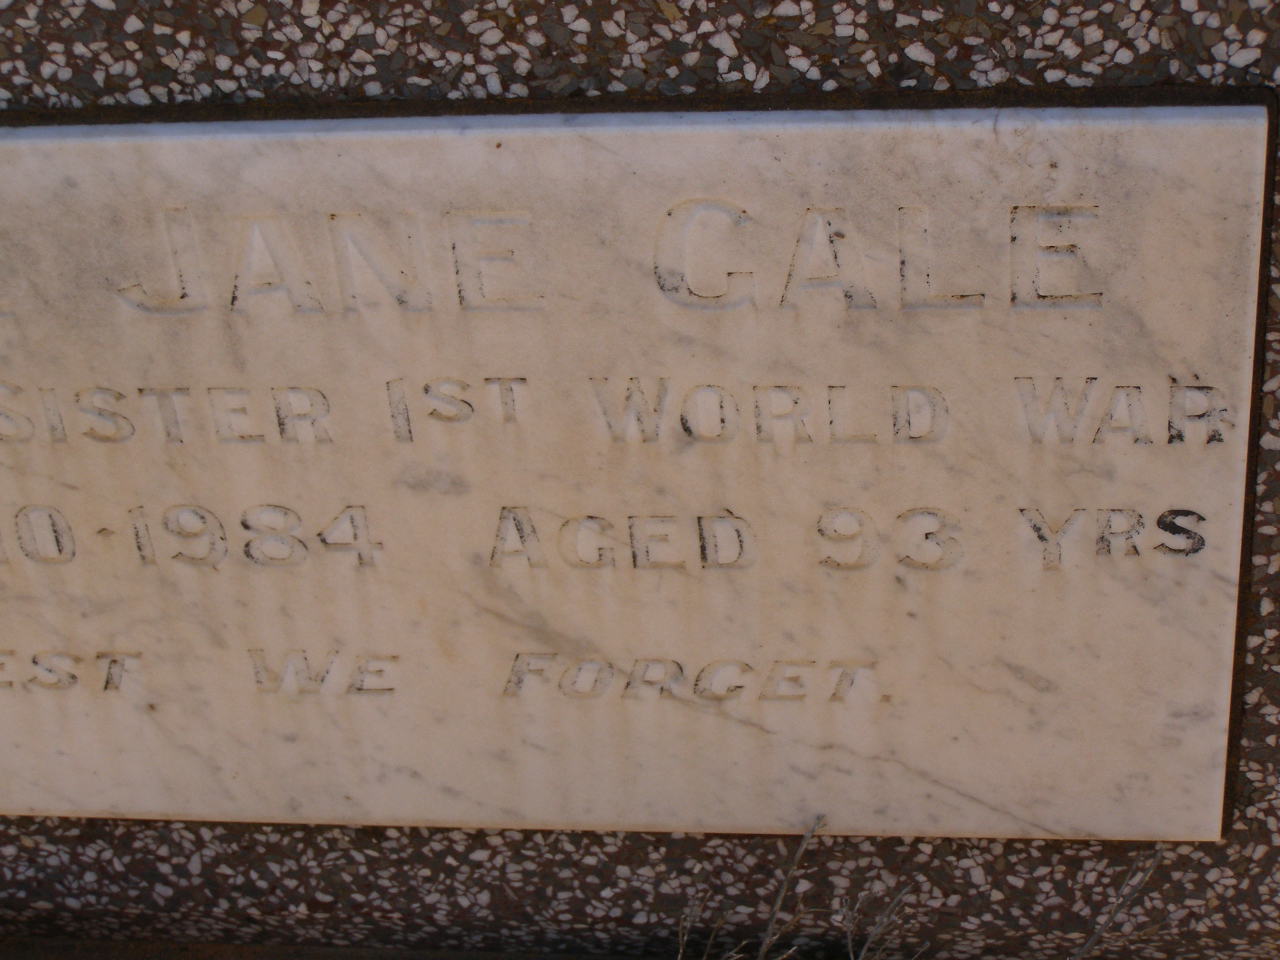 JANE GALE
SISTER 1ST WORLD WAR
10·1984 AGED 93 YRS
EST WE FORGET.